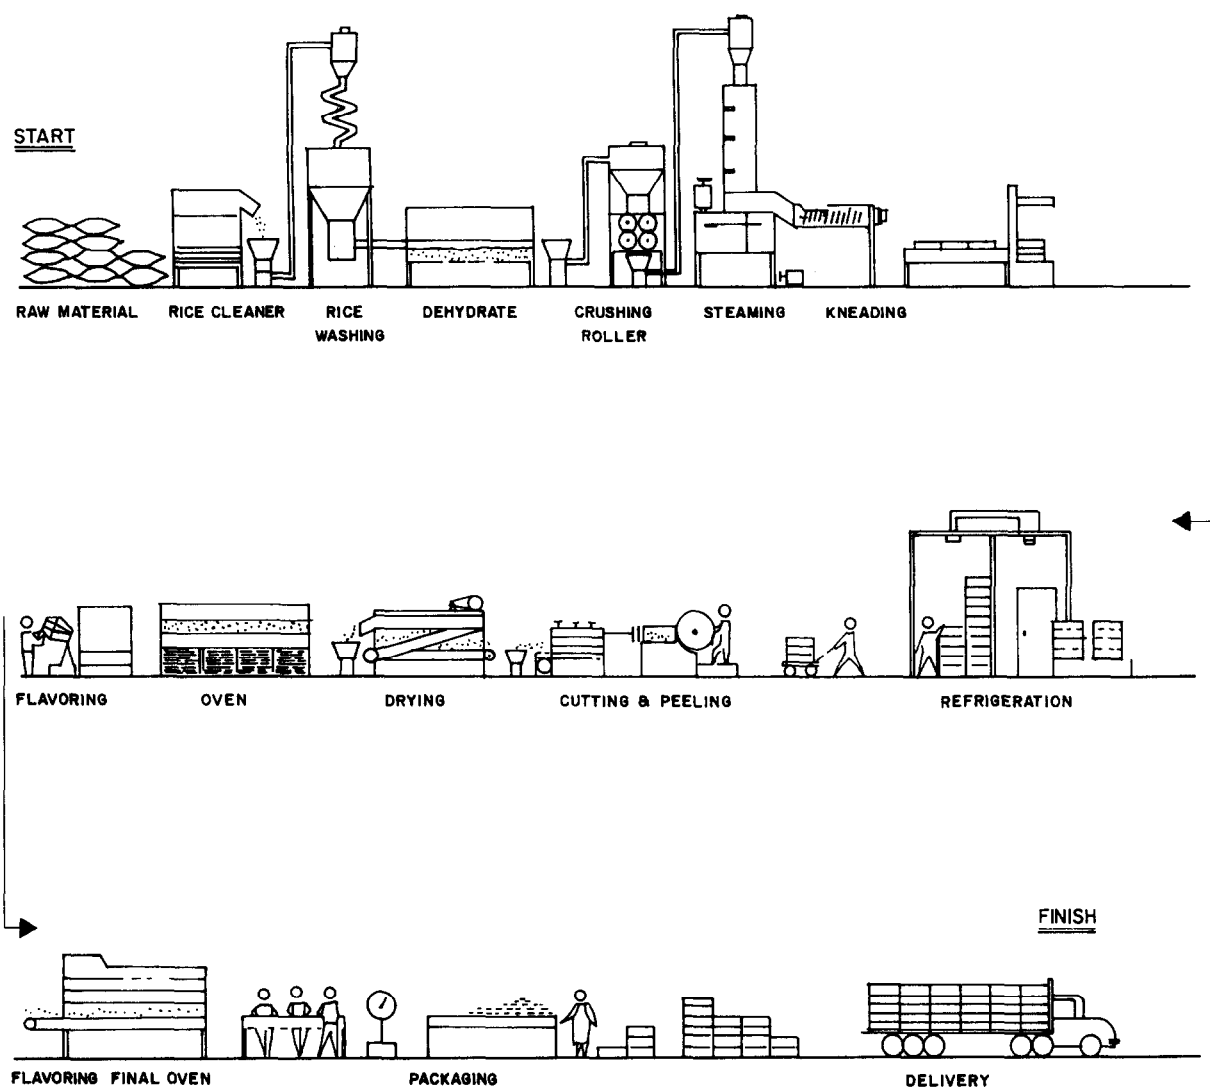 START
RAW MATERIAL
RICE CLEANER
RICE
WASHING
DEHYDRATE
CRUSHING
ROLLER
STEAMING
KNEADING
FLAVORING
OVEN
DRYING
CUTTING & PEELING
REFRIGERATION
FINISH
FLAVORING FINAL OVEN
PACKAGING
DELIVERY